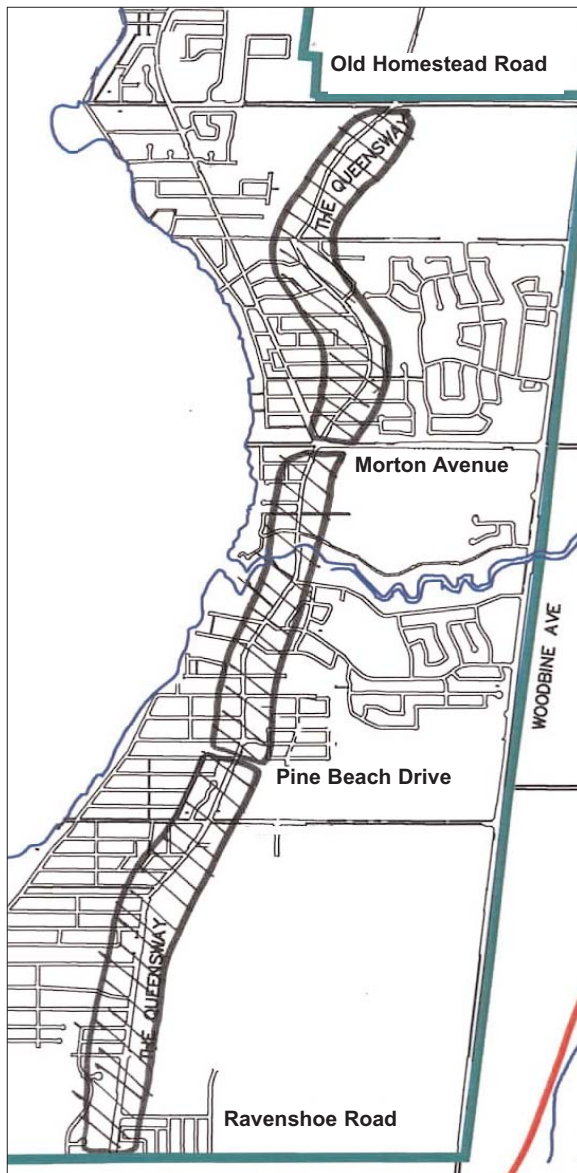 Old Homestead Road
THE QUEENSWAY
Morton Avenue
WOODBINE AVE
Pine Beach Drive
THE QUEENSWAY
Ravenshoe Road